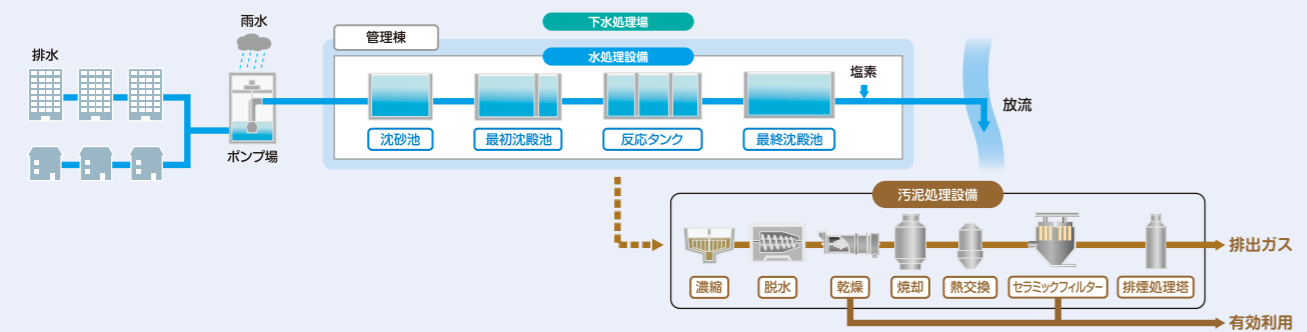 下水処理場
雨水
管理棟
排水
水処理設備
塩素
放流
沈砂池
最初沈殿池
反応タンク
最終沈殿池
ポンプ場
汚泥処理設備
排出ガス
濃縮
脱水
乾燥
焼却
熱交換
セラミックフィルター
排煙処理塔
有効利用